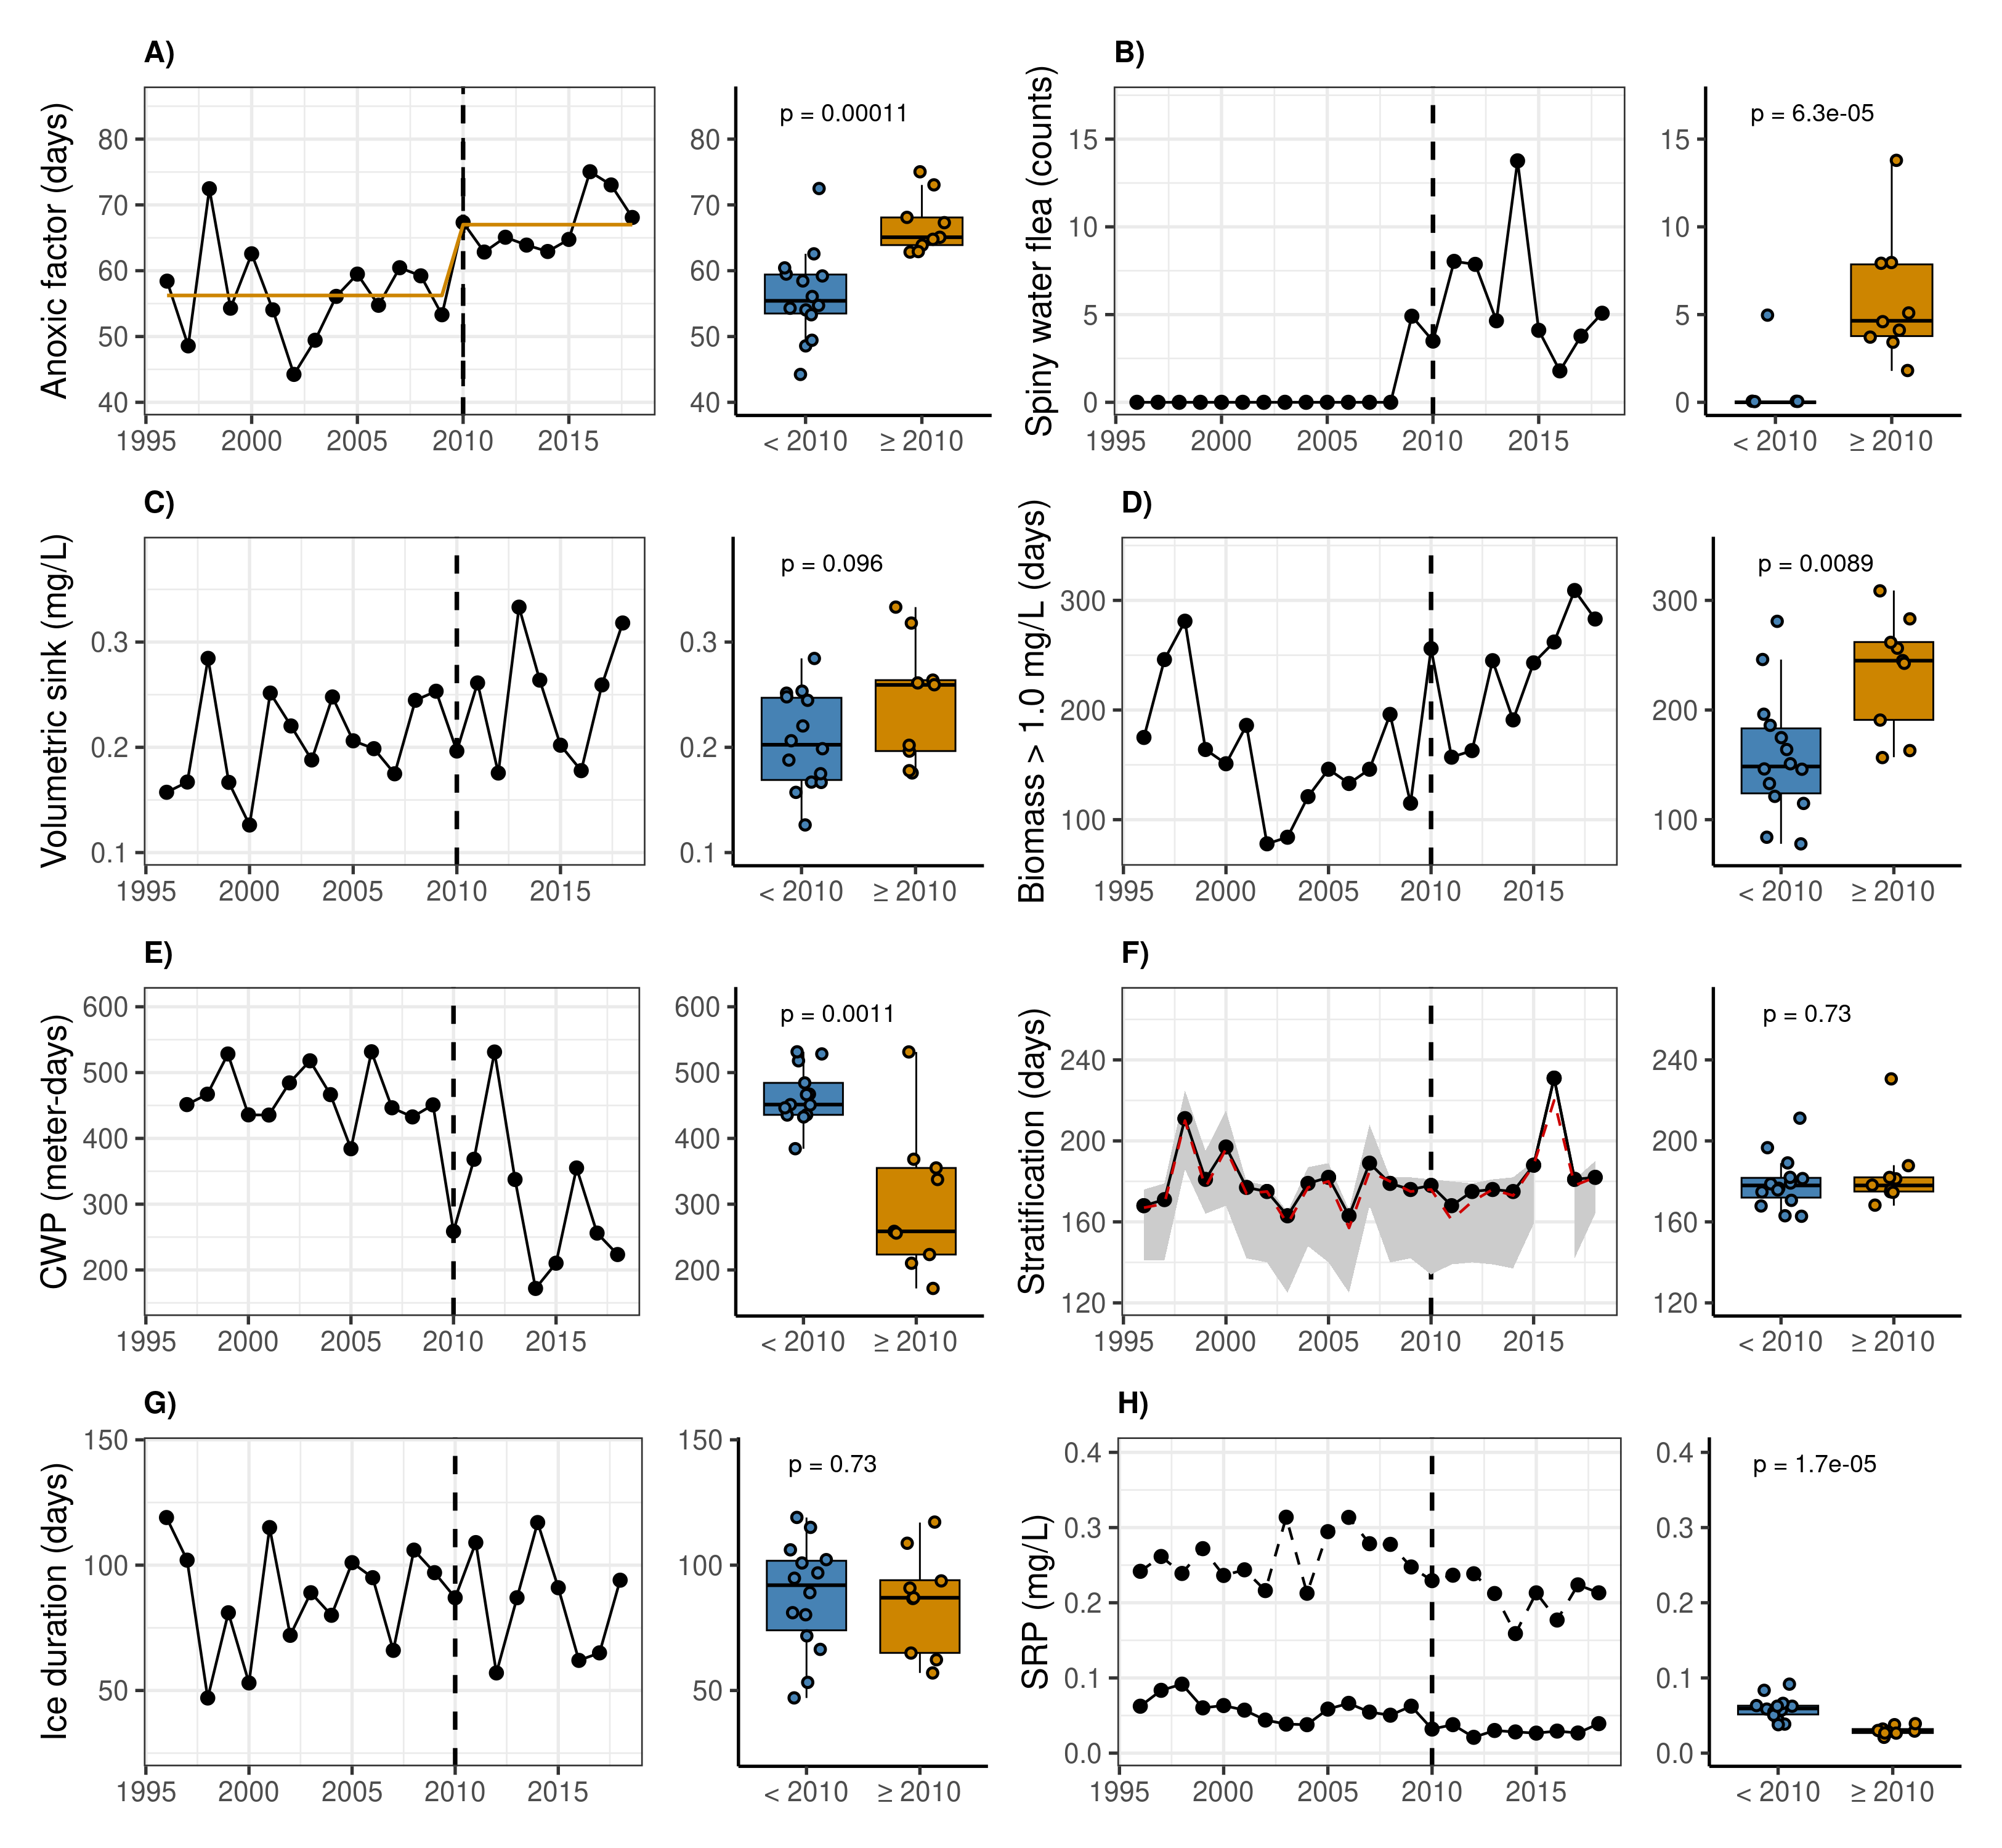 A)
Anoxic factor (days)
80
70
60
50
40
1995 2000 2005 2010 2015
p = 0.00011
80
70
60
50
40
< 2010 ≥ 2010
B)
Spiny water flea (counts)
15
10
5
0
1995 2000 2005 2010 2015
p = 6.3e-05
15
10
5
0
< 2010 ≥ 2010
C)
Volumetric sink (mg/L)
0.3
0.2
0.1
1995 2000 2005 2010 2015
p = 0.096
0.3
0.2
0.1
< 2010 ≥ 2010
D)
Biomass > 1.0 mg/L (days)
300
200
100
1995 2000 2005 2010 2015
p = 0.0089
300
200
100
< 2010 ≥ 2010
E)
CWP (meter-days)
600
500
400
300
200
1995 2000 2005 2010 2015
p = 0.0011
600
500
400
300
200
< 2010 ≥ 2010
F)
Stratification (days)
240
200
160
120
1995 2000 2005 2010 2015
p = 0.73
240
200
160
120
< 2010 ≥ 2010
G)
Ice duration (days)
150
100
50
1995 2000 2005 2010 2015
p = 0.73
150
100
50
< 2010 ≥ 2010
H)
SRP (mg/L)
0.4
0.3
0.2
0.1
0.0
1995 2000 2005 2010 2015
p = 1.7e-05
0.4
0.3
0.2
0.1
0.0
< 2010 ≥ 2010